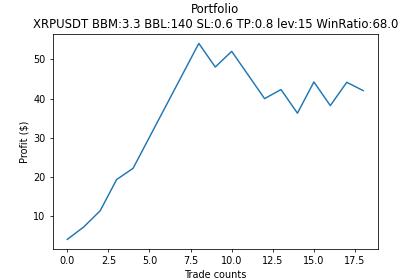 Portfolio
XRPUSDT BBM:3.3 BBL:140 SL:0.6 TP:0.8 lev:15 WinRatio:68.0
50
40
30
20
10
Profit ($)
0.0 2.5 5.0 7.5 10.0 12.5 15.0 17.5
Trade counts